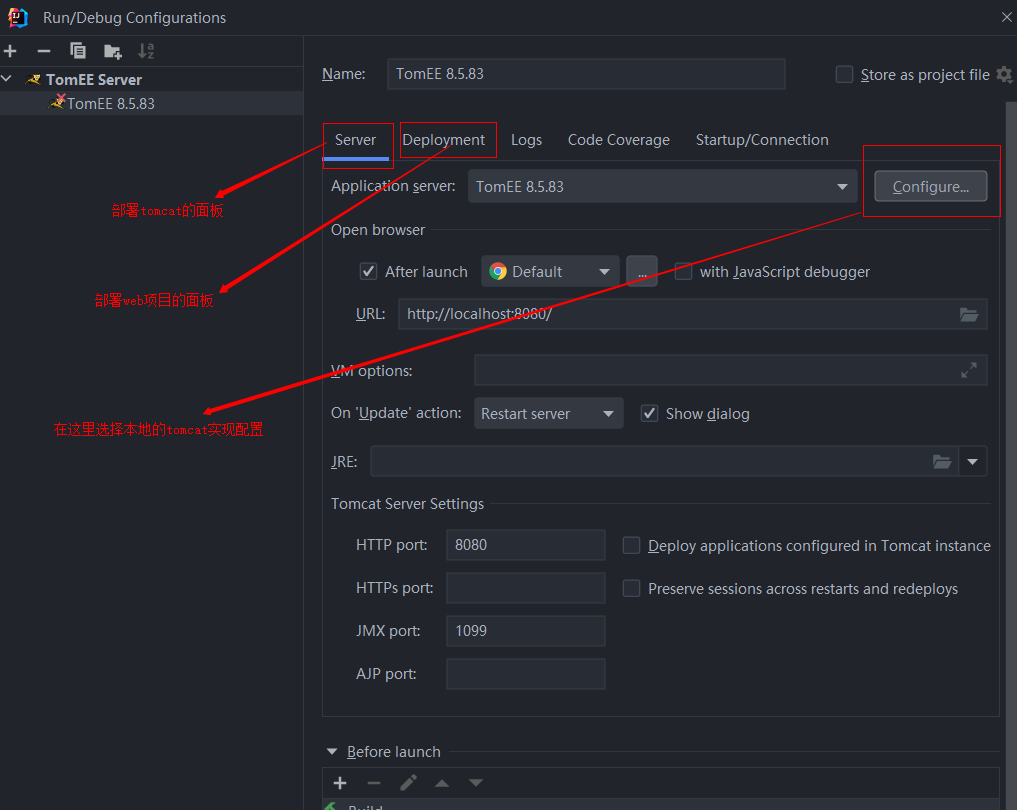 Run/Debug Configurations
TomEE Server
TomEE 8.5.83
Name: TomEE 8.5.83 Store as project file
Server Deployment Logs Code Coverage Startup/Connection
Application server: TomEE 8.5.83 Configure...
部署tomcat的面板
Open browser
After launch Default ... with JavaScript debugger
部署web项目的面板
URL: http://localhost:8080/
VM options:
On 'Update' action: Restart server Show dialog
在这里选择本地的tomcat实现配置
JRE:
Tomcat Server Settings
HTTP port: 8080 Deploy applications configured in Tomcat instance
HTTPs port: Preserve sessions across restarts and redeploys
JMX port: 1099
AJP port:
Before launch
Build